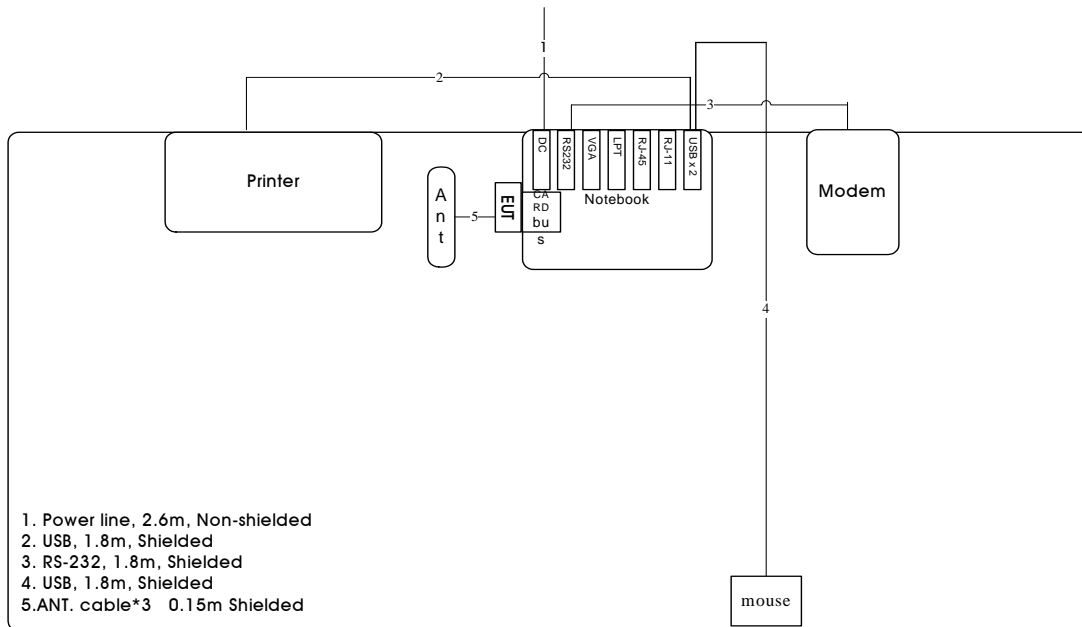 1
2
3
DC
RS232
VGA
LPT
RJ-45
RJ-11
USB x 2
Printer
Modem
Notebook
A
n
t
5
EUT
CA
RD
bu
s
4
1. Power line, 2.6m, Non-shielded
2. USB, 1.8m, Shielded
3. RS-232, 1.8m, Shielded
4. USB, 1.8m, Shielded
5.ANT. cable*3 0.15m Shielded
mouse